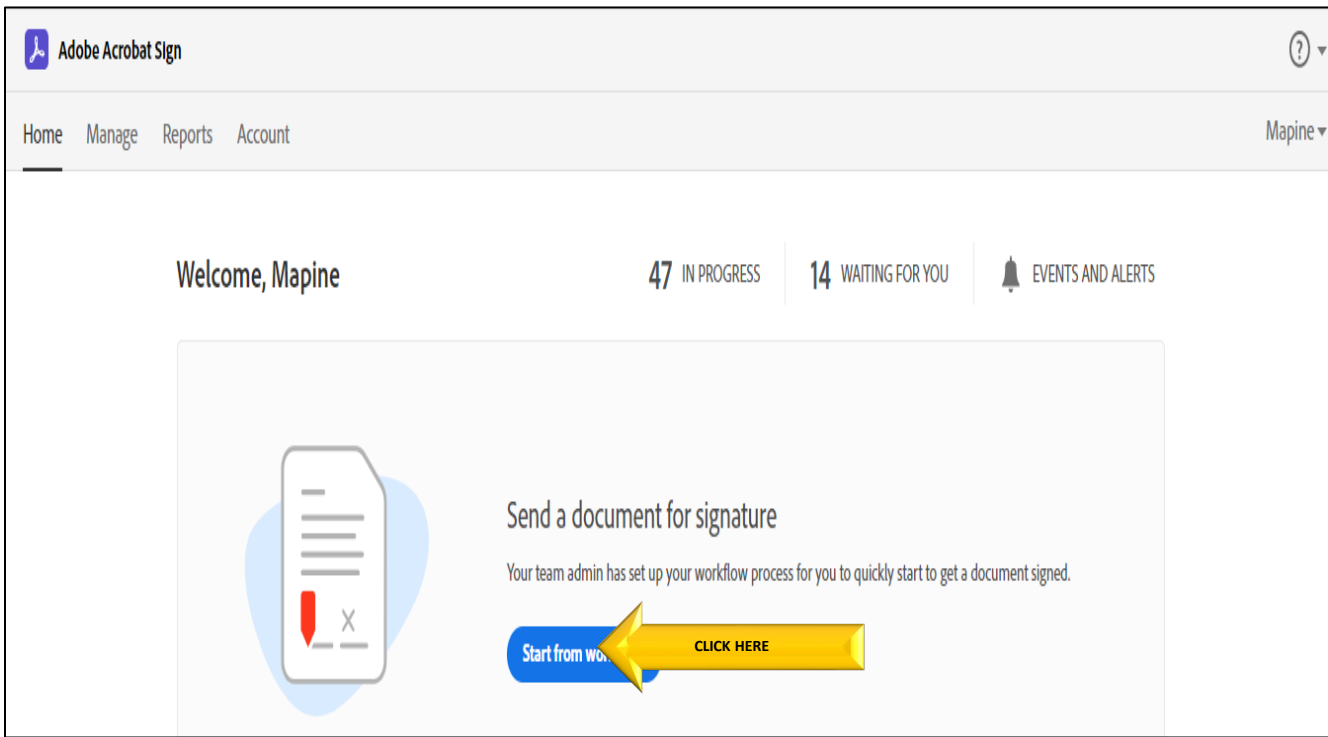 Adobe Acrobat Sign
?
Home Manage Reports Account Mapine
Welcome, Mapine 47 IN PROGRESS 14 WAITING FOR YOU EVENTS AND ALERTS
Send a document for signature
Your team admin has set up your workflow process for you to quickly start to get a document signed.
Start from CLICK HERE